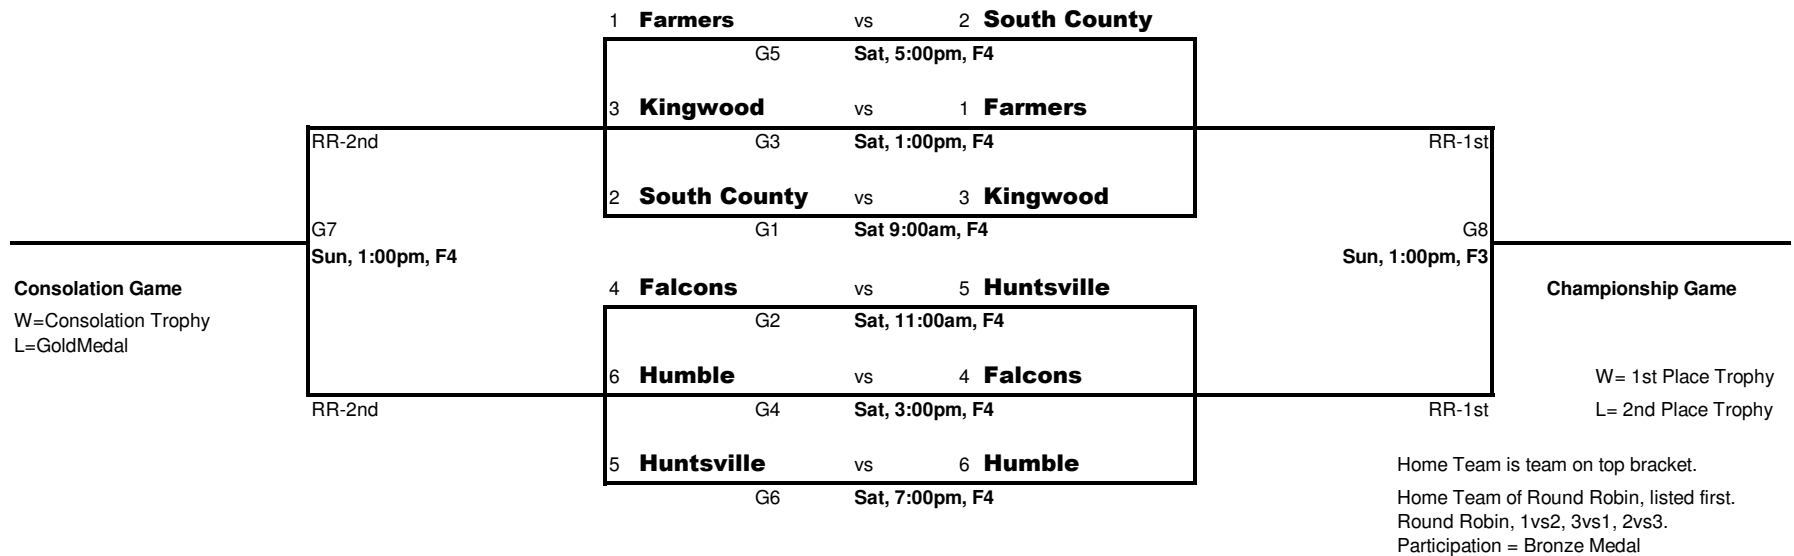 1 Farmers vs 2 South County
G5 Sat, 5:00pm, F4
3 Kingwood vs 1 Farmers
RR-2nd G3 Sat, 1:00pm, F4 RR-1st
2 South County vs 3 Kingwood
G7 G1 Sat 9:00am, F4 G8
Sun, 1:00pm, F4 Sun, 1:00pm, F3
Consolation Game 4 Falcons vs 5 Huntsville Championship Game
W=Consolation Trophy G2 Sat, 11:00am, F4
L=GoldMedal
6 Humble vs 4 Falcons W= 1st Place Trophy
RR-2nd G4 Sat, 3:00pm, F4 RR-1st L= 2nd Place Trophy
5 Huntsville vs 6 Humble Home Team is team on top bracket.
G6 Sat, 7:00pm, F4 Home Team of Round Robin, listed first.
Round Robin, 1vs2, 3vs1, 2vs3.
Participation = Bronze Medal